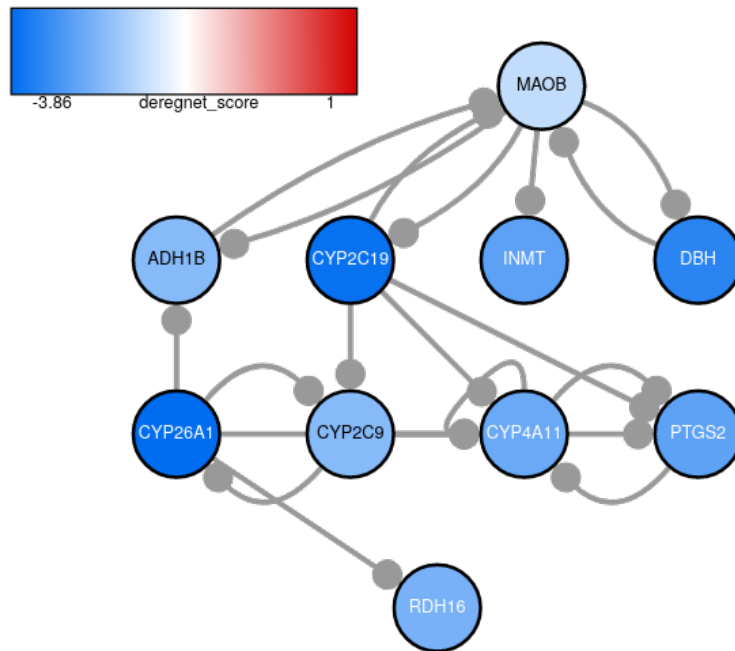 -3.86 deregnet_score 1
MAOB
ADH1B CYP2C19 INMT DBH
CYP26A1 CYP2C9 CYP4A11 PTGS2
RDH16